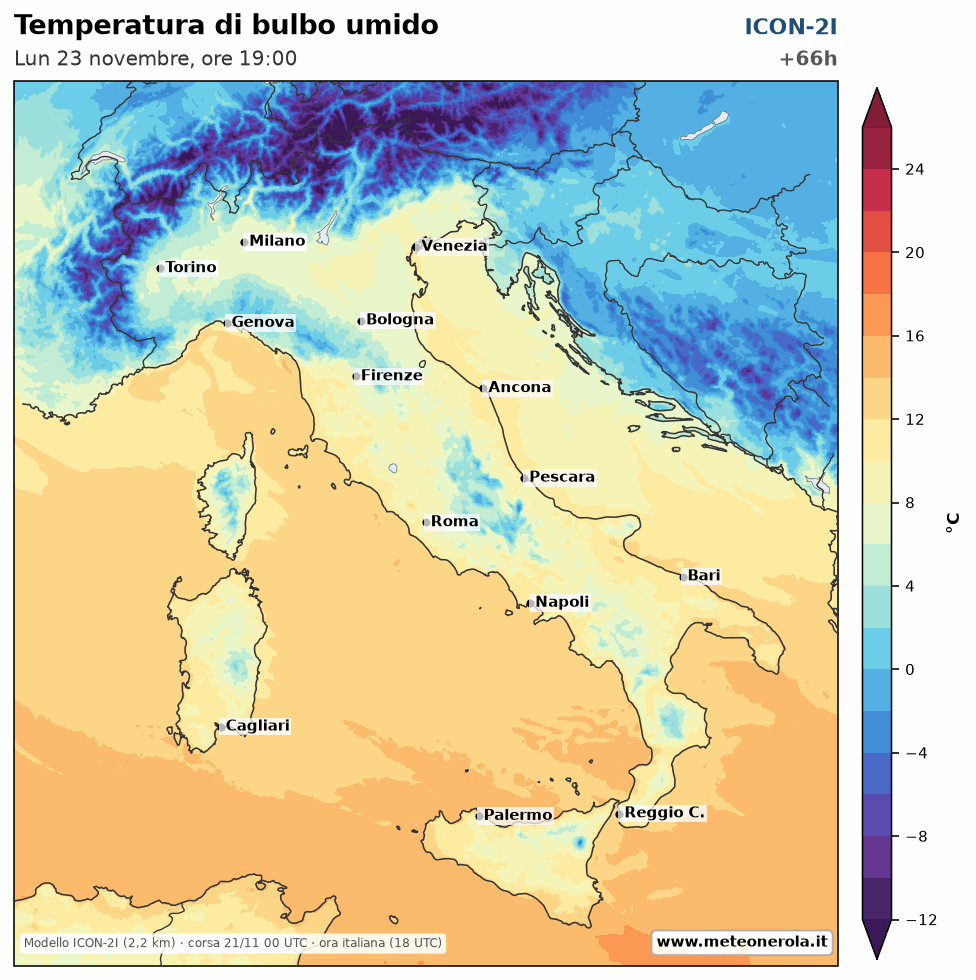 Temperatura di bulbo umido
ICON-2I
Lun 23 novembre, ore 19:00
+66h
Milano
Venezia
Torino
Genova
Bologna
Firenze
Ancona
Pescara
Roma
Bari
Napoli
Cagliari
Palermo
Reggio C.
24
20
16
12
8
4
0
−4
−8
−12
°C
Modello ICON-2I (2,2 km) · corsa 21/11 00 UTC · ora italiana (18 UTC)
www.meteonerola.it